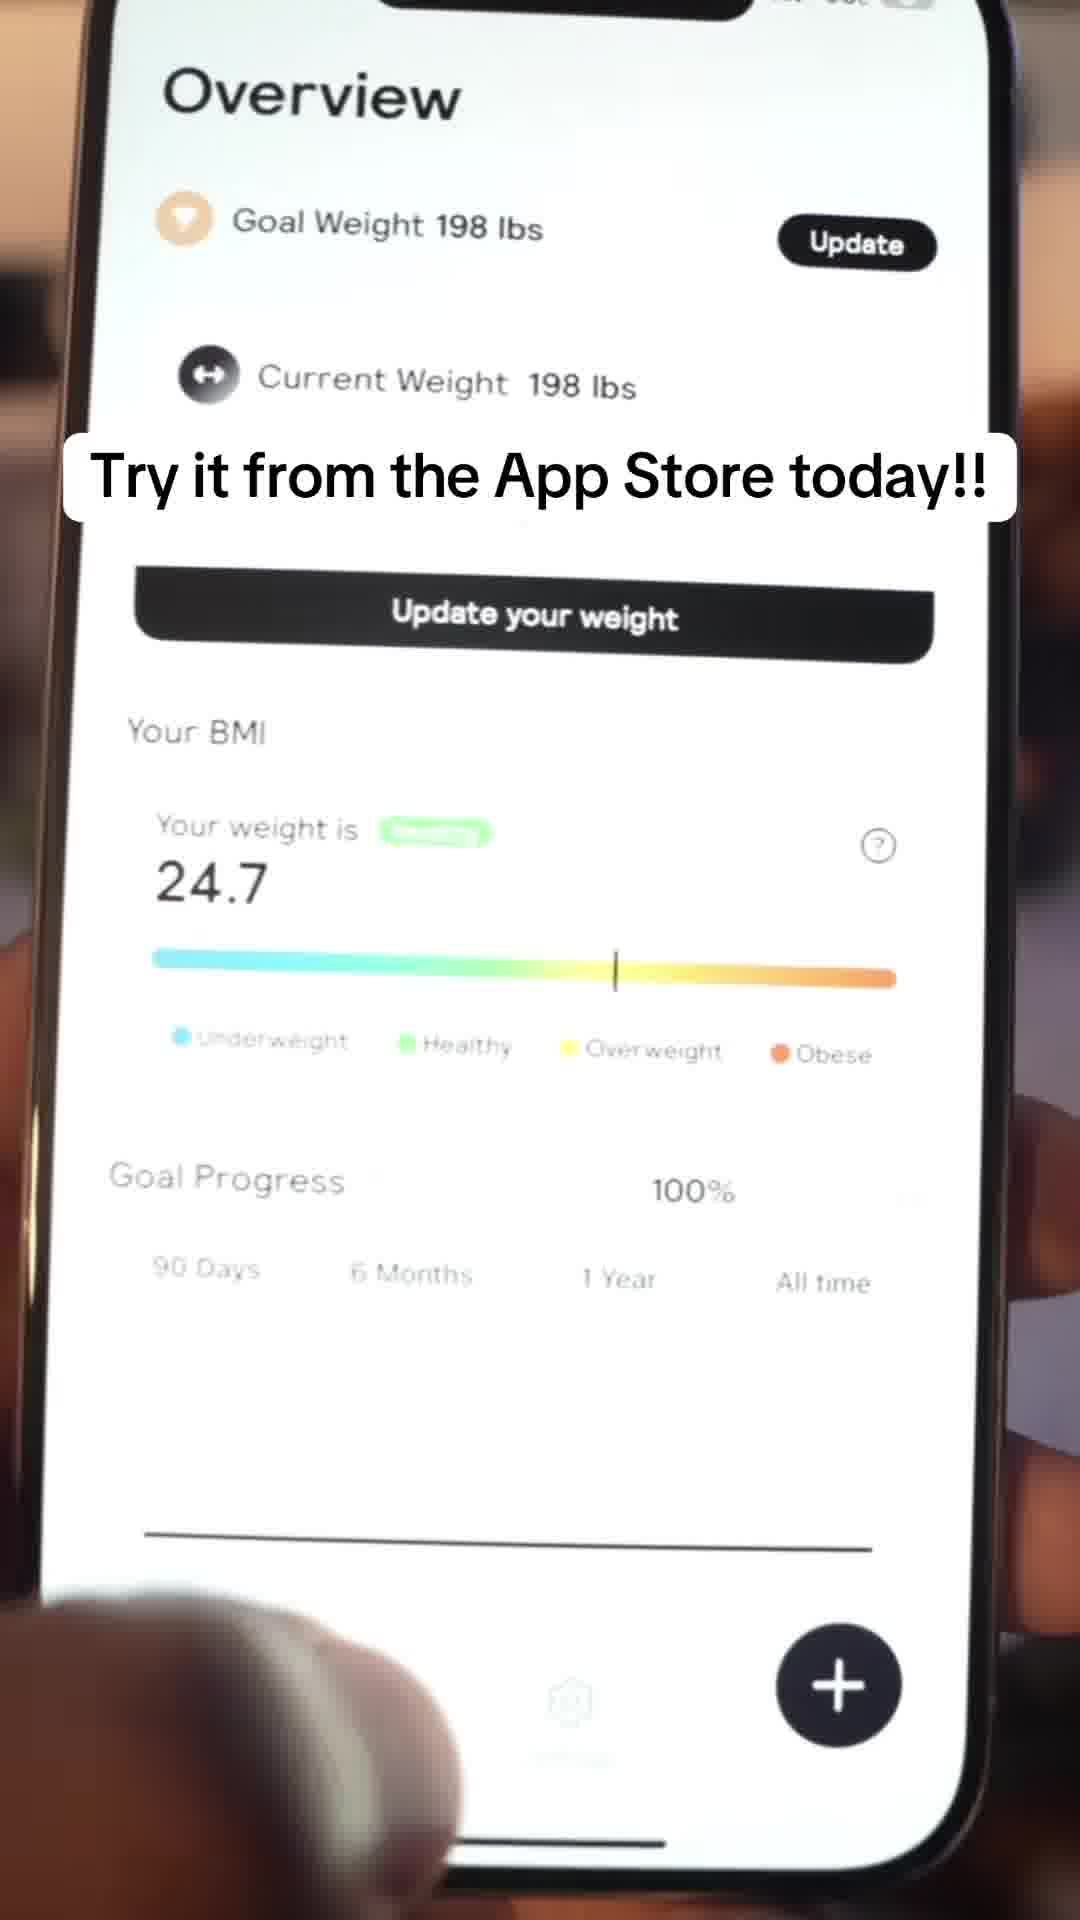 Overview
Goal Weight 198 lbs
Update
Current Weight 198 lbs
Try it from the App Store today!!
Update your weight
Your BMI
Your weight is Healthy
?
24.7
Underweight Healthy Overweight Obese
Goal Progress 100%
90 Days 6 Months 1 Year All time